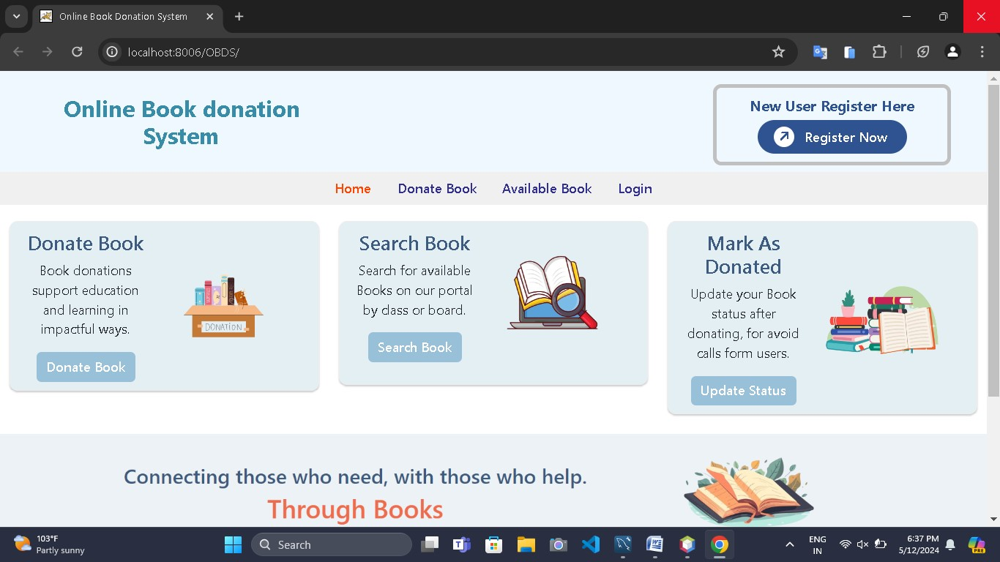 Online Book Donation System
localhost:8006/OBDS/
Online Book donation
System
New User Register Here
Register Now
Home Donate Book Available Book Login
Donate Book
Book donations
support education
and learning in
impactful ways.
Donate Book
DONATION
Search Book
Search for available
Books on our portal
by class or board.
Search Book
Mark As
Donated
Update your Book
status after
donating, for avoid
calls form users.
Update Status
Connecting those who need, with those who help.
Through Books
103°F
Partly sunny
Search
ENG
IN
6:37 PM
5/12/2024
PRE